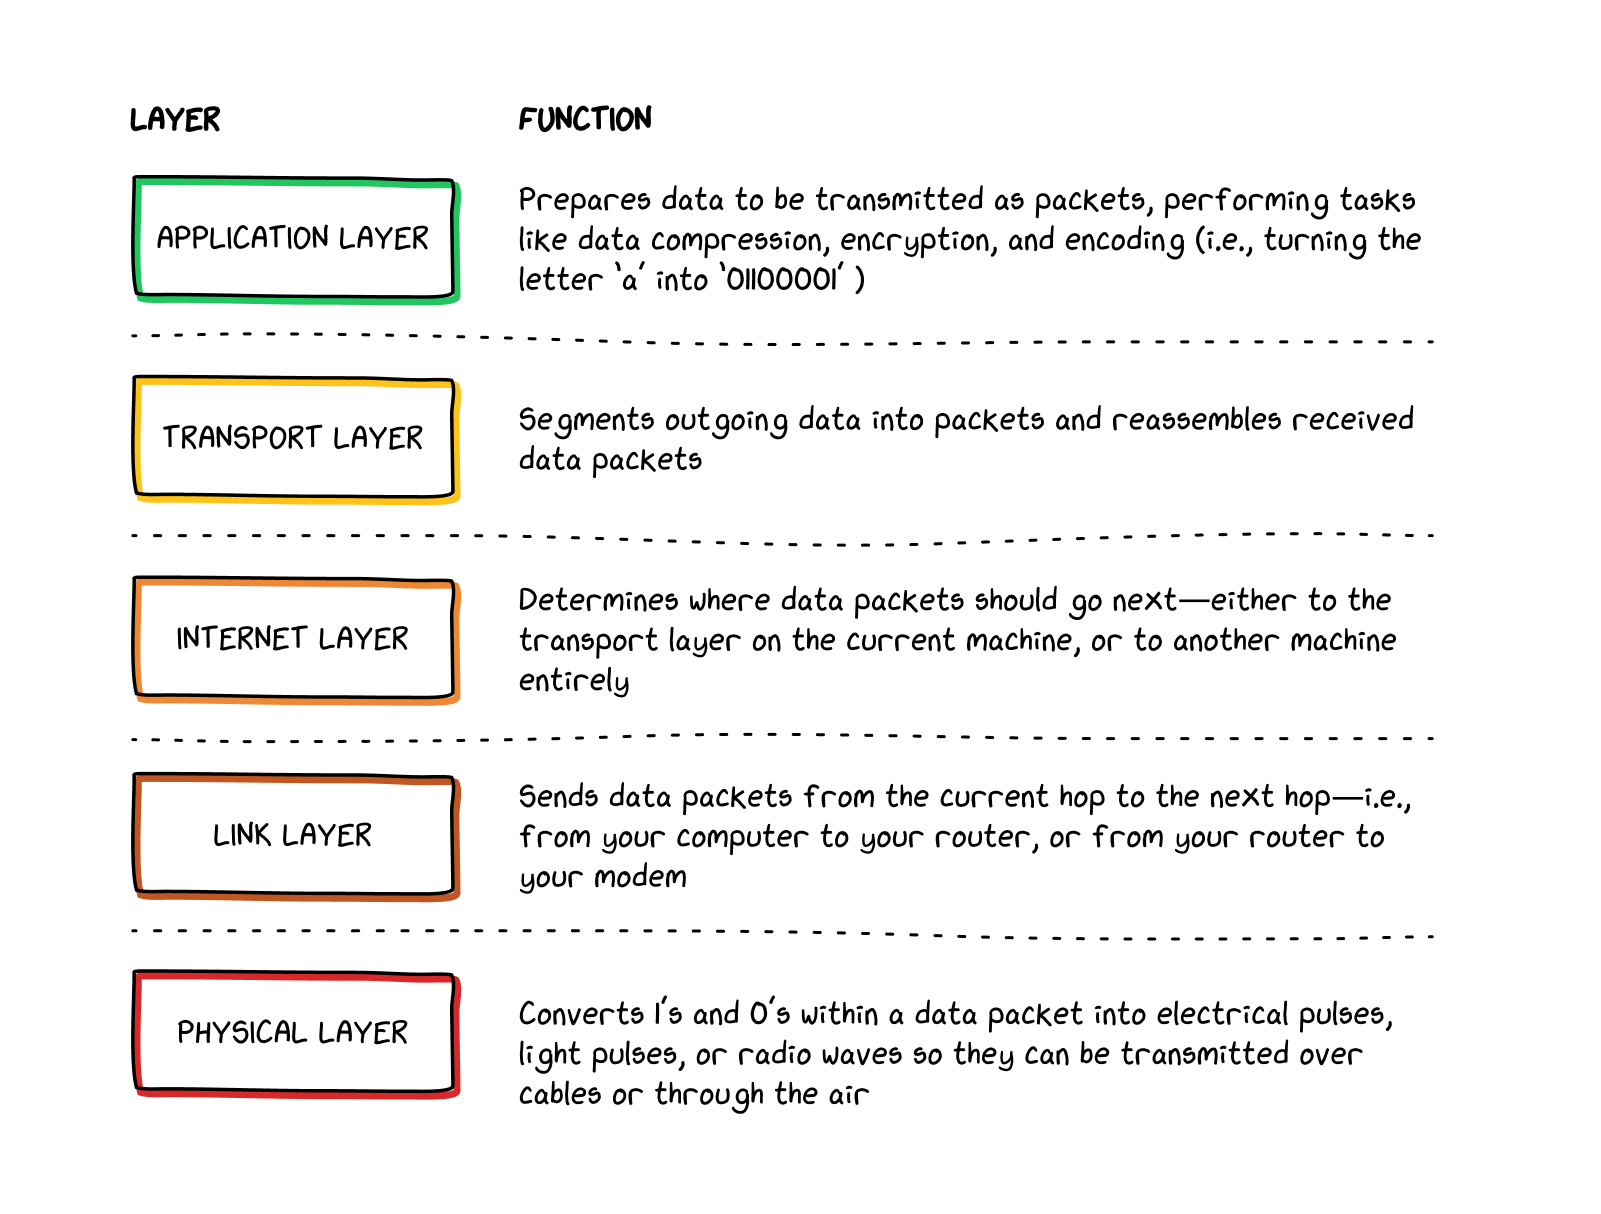 LAYER
FUNCTION
APPLICATION LAYER
Prepares data to be transmitted as packets, performing tasks
like data compression, encryption, and encoding (i.e., turning the
letter ‘a’ into ‘01100001’ )
TRANSPORT LAYER
Segments outgoing data into packets and reassembles received
data packets
INTERNET LAYER
Determines where data packets should go next—either to the
transport layer on the current machine, or to another machine
entirely
LINK LAYER
Sends data packets from the current hop to the next hop—i.e.,
from your computer to your router, or from your router to
your modem
PHYSICAL LAYER
Converts 1’s and 0’s within a data packet into electrical pulses,
light pulses, or radio waves so they can be transmitted over
cables or through the air